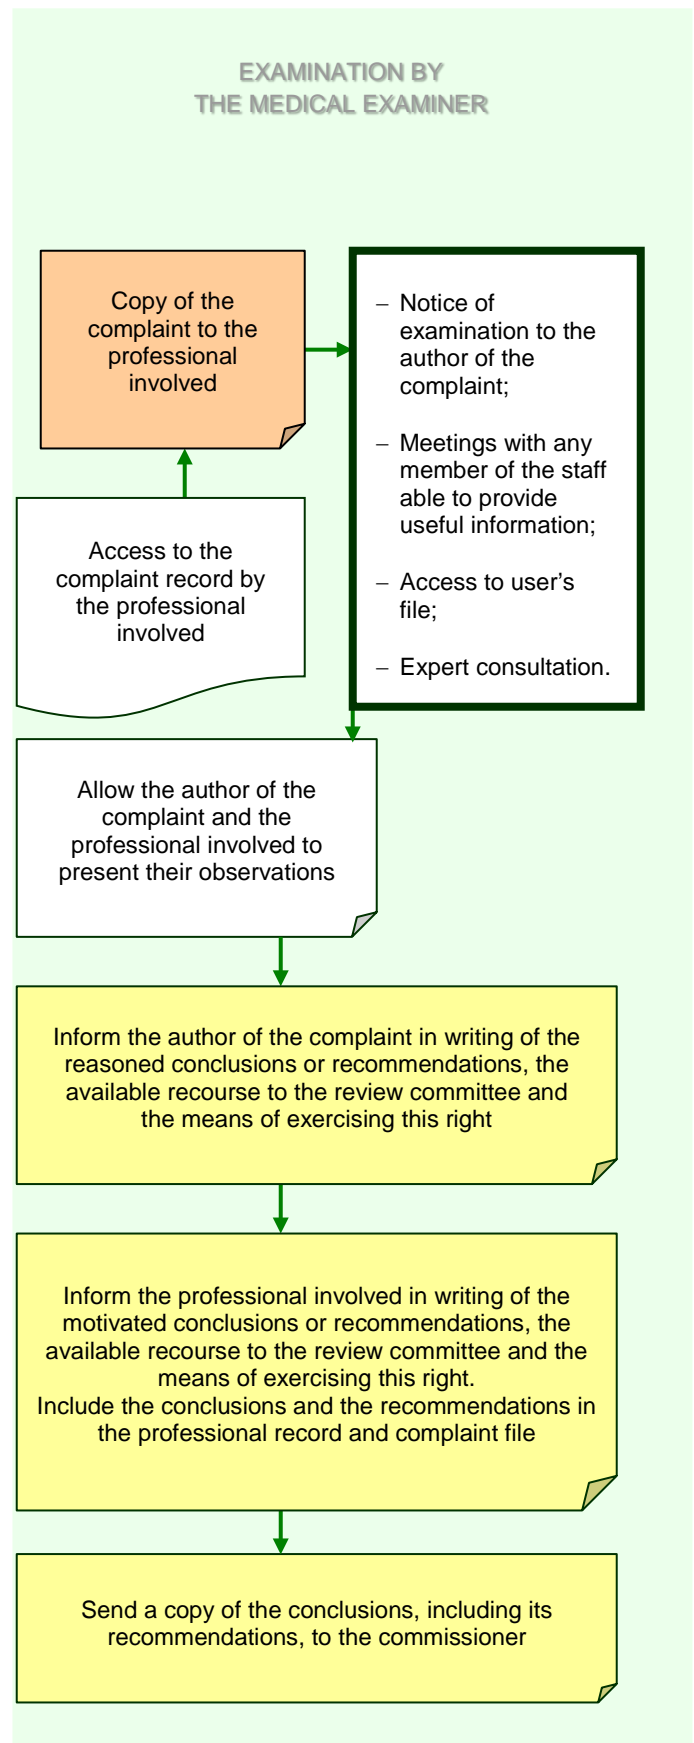 EXAMINATION BY
THE MEDICAL EXAMINER
Copy of the
complaint to the
professional
involved
– Notice of
examination to the
author of the
complaint;
– Meetings with any
member of the staff
able to provide
useful information;
– Access to user’s
file;
– Expert consultation.
Access to the
complaint record by
the professional
involved
Allow the author of the
complaint and the
professional involved to
present their observations
Inform the author of the complaint in writing of the
reasoned conclusions or recommendations, the
available recourse to the review committee and
the means of exercising this right
Inform the professional involved in writing of the
motivated conclusions or recommendations, the
available recourse to the review committee and the
means of exercising this right.
Include the conclusions and the recommendations in
the professional record and complaint file
Send a copy of the conclusions, including its
recommendations, to the commissioner